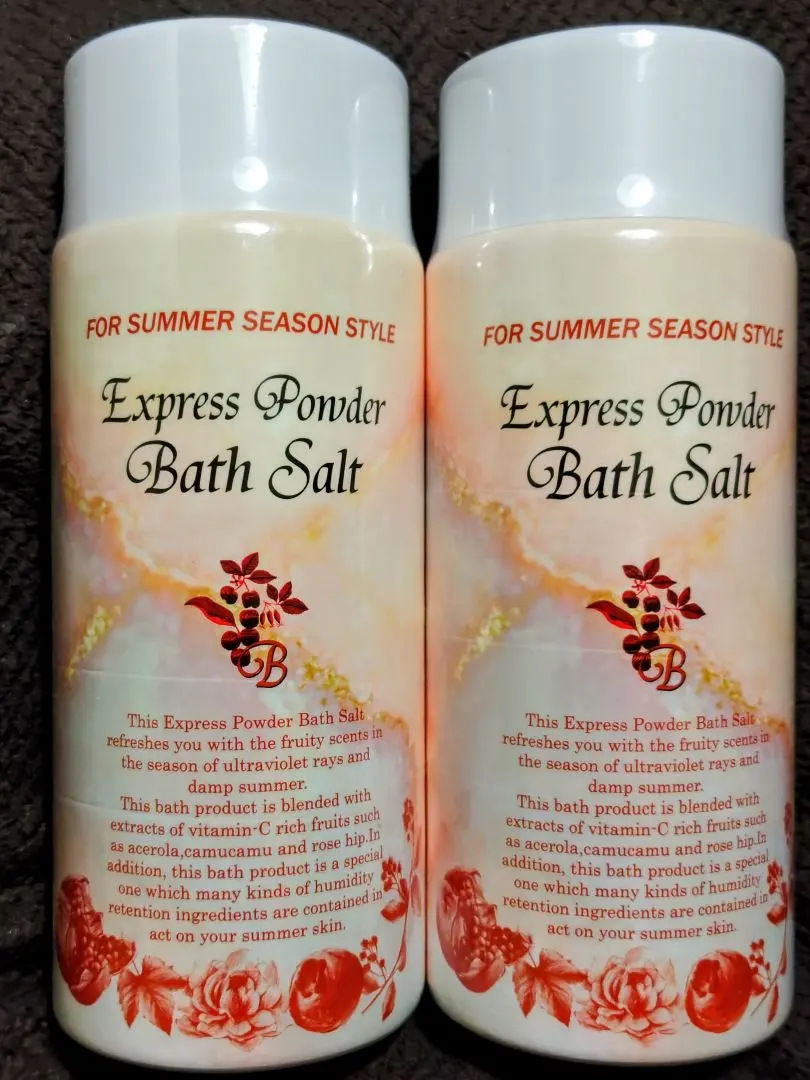 FOR SUMMER SEASON STYLE
Express Powder
Bath Salt
B
This Express Powder Bath Salt
refreshes you with the fruity scents in
the season of ultraviolet rays and
damp summer.
This bath product is blended with
extracts of vitamin-C rich fruits such
as acerola,camucamu and rose hip.In
addition, this bath product is a special
one which many kinds of humidity
retention ingredients are contained in
act on your summer skin.
FOR SUMMER SEASON STYLE
Express Powder
Bath Salt
B
This Express Powder Bath Salt
refreshes you with the fruity scents in
the season of ultraviolet rays and
damp summer.
This bath product is blended with
extracts of vitamin-C rich fruits such
as acerola,camucamu and rose hip.In
addition, this bath product is a special
one which many kinds of humidity
retention ingredients are contained in
act on your summer skin.